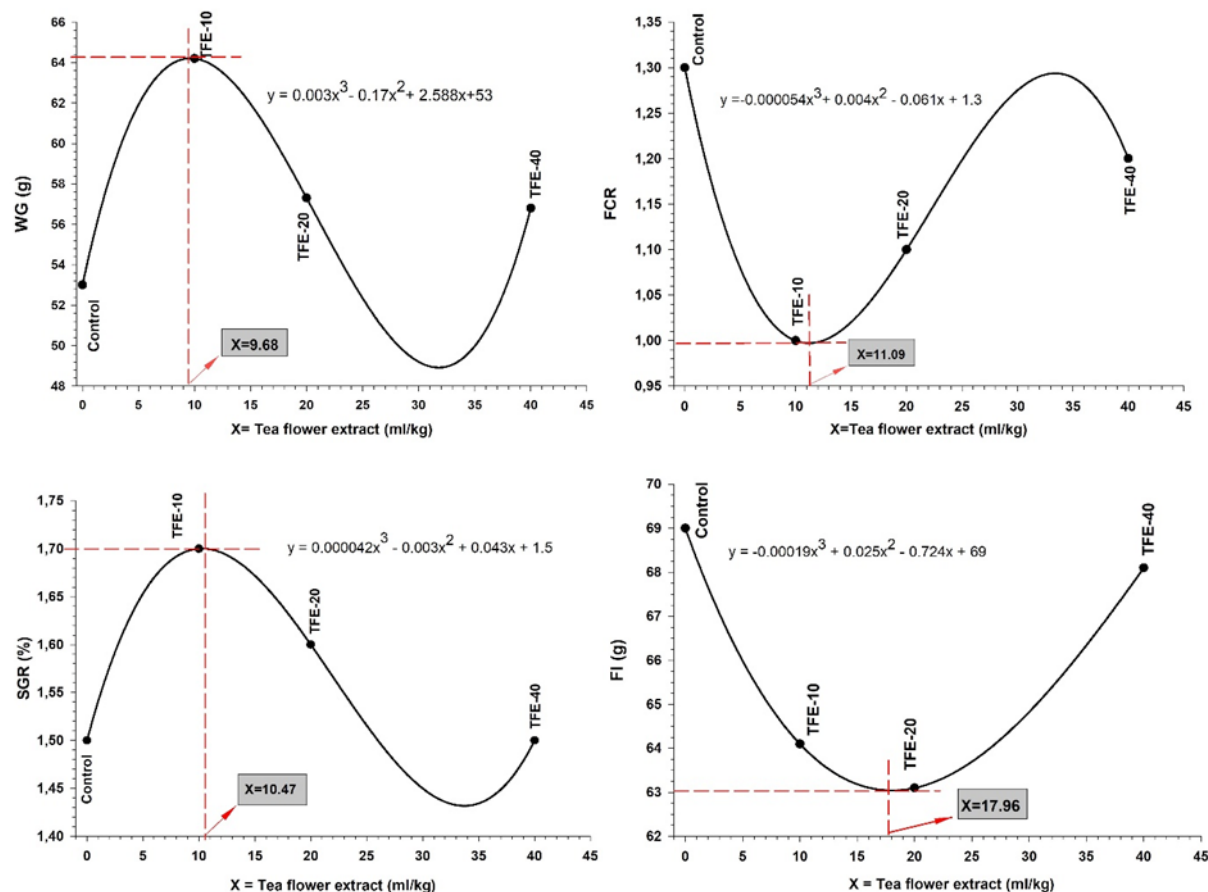 66
64
62
60
58
56
54
52
50
48
WG (g)
TFE-10
y = 0.003x³ - 0.17x² + 2.588x+53
TFE-20
TFE-40
Control
X=9.68
0 5 10 15 20 25 30 35 40 45
X= Tea flower extract (ml/kg)
1,35
1,30
1,25
1,20
1,15
1,10
1,05
1,00
0,95
FCR
Control
y =-0.000054x³+ 0.004x² - 0.061x + 1.3
TFE-40
TFE-20
TFE-10
X=11.09
0 5 10 15 20 25 30 35 40 45
X=Tea flower extract (ml/kg)
1,75
1,70
1,65
1,60
1,55
1,50
1,45
1,40
SGR (%)
TFE-10
y = 0.000042x³ - 0.003x² + 0.043x + 1.5
TFE-20
TFE-40
Control
X=10.47
0 5 10 15 20 25 30 35 40 45
X = Tea flower extract (ml/kg)
70
69
68
67
66
65
64
63
62
FI (g)
Control
y = -0.00019x³ + 0.025x² - 0.724x + 69
TFE-40
TFE-10
TFE-20
X=17.96
0 5 10 15 20 25 30 35 40 45
X = Tea flower extract (ml/kg)